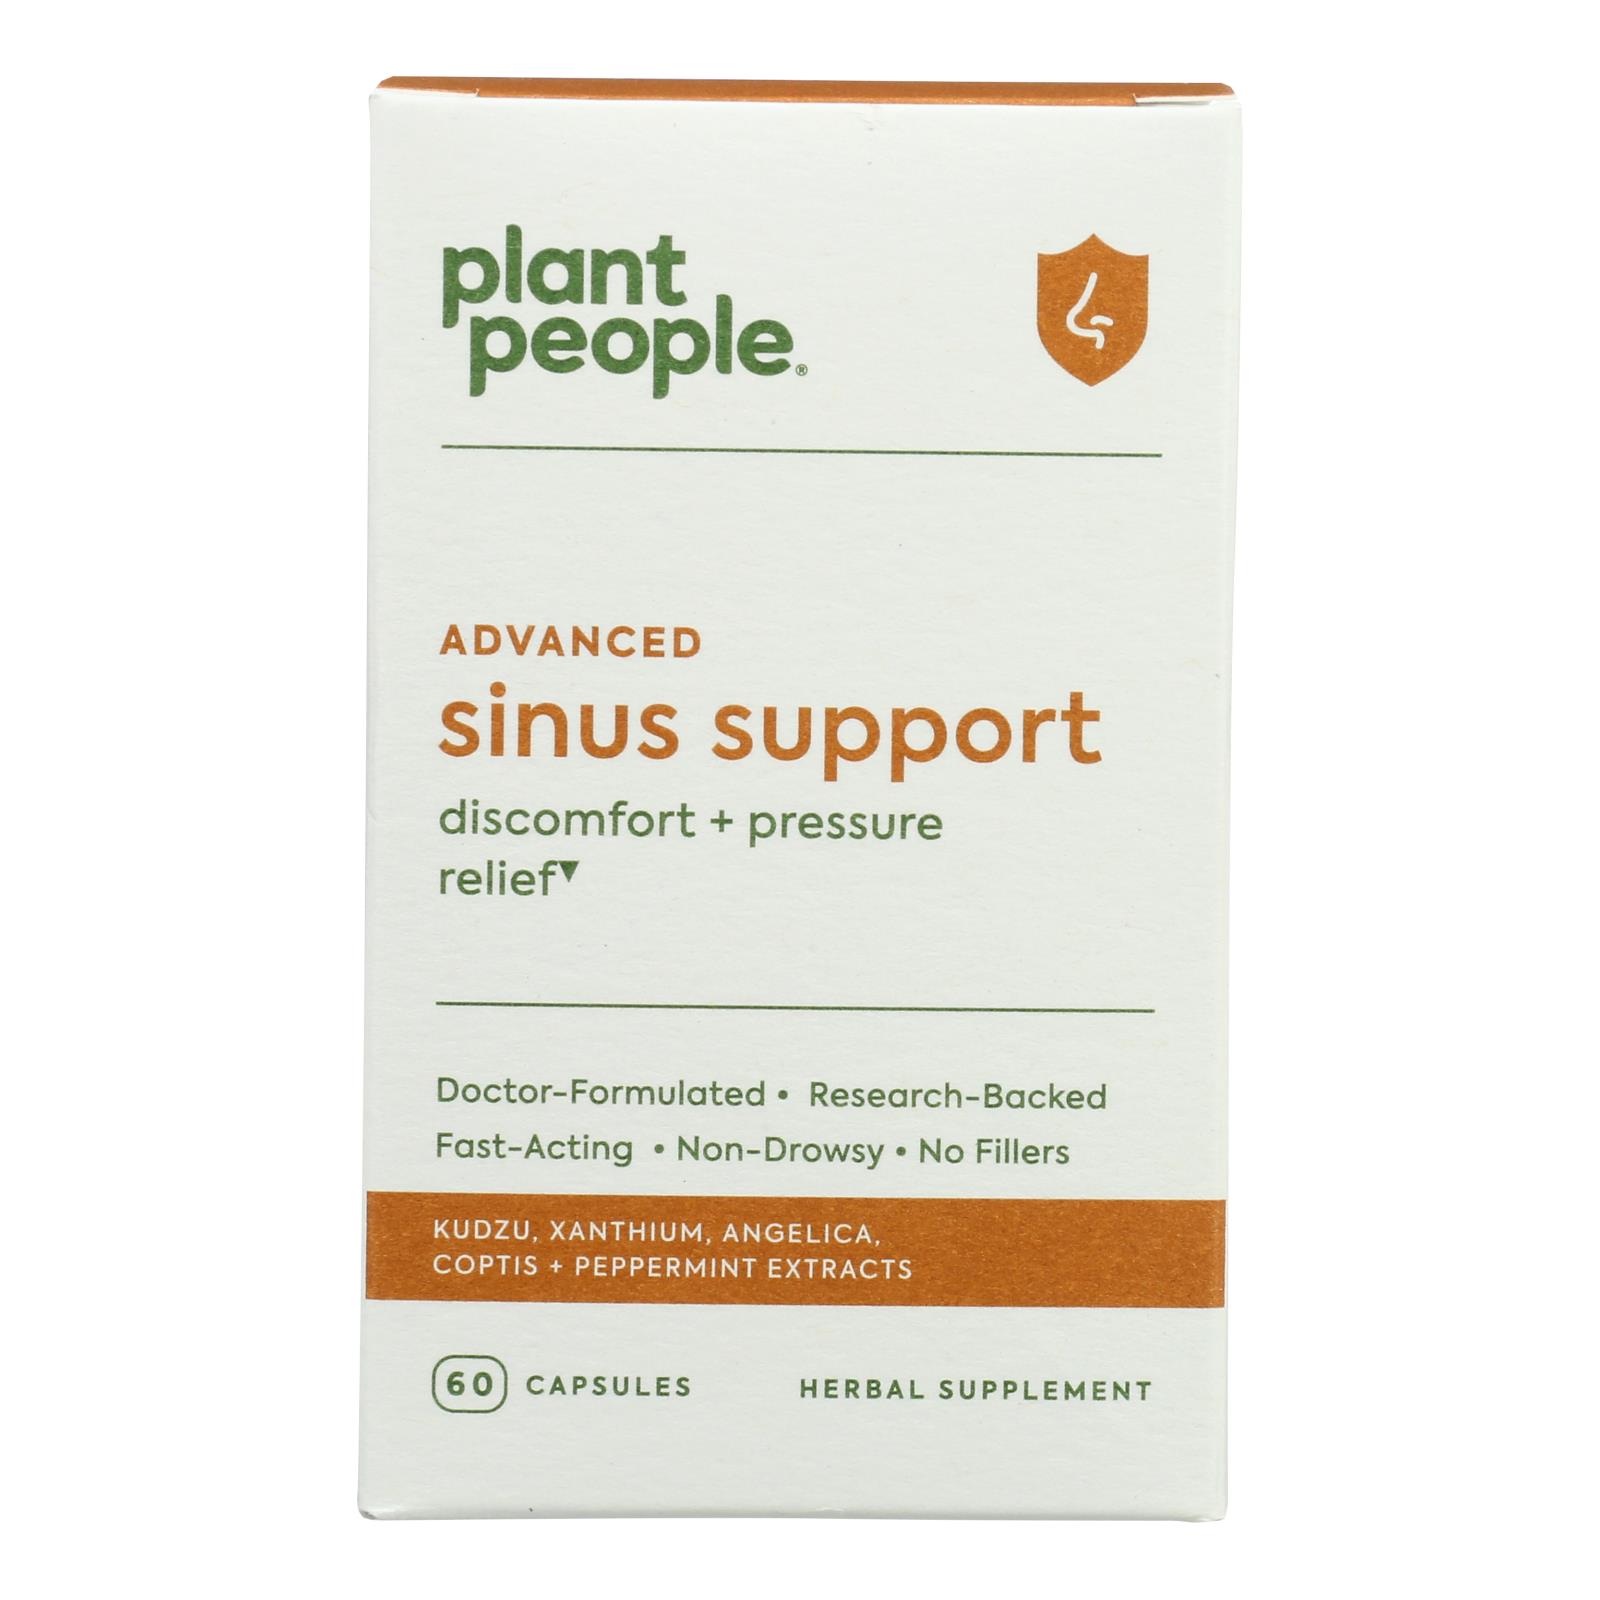 plant
people®
ADVANCED
sinus support
discomfort + pressure
relief▼
Doctor-Formulated • Research-Backed
Fast-Acting • Non-Drowsy • No Fillers
KUDZU, XANTHIUM, ANGELICA,
COPTIS + PEPPERMINT EXTRACTS
60 CAPSULES HERBAL SUPPLEMENT